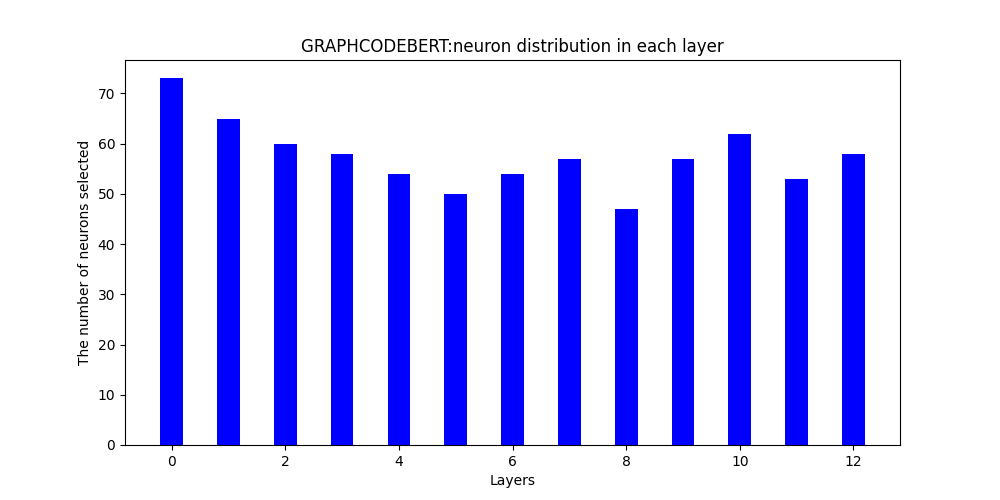 GRAPHCODEBERT:neuron distribution in each layer
The number of neurons selected
70
60
50
40
30
20
10
0
0 2 4 6 8 10 12
Layers